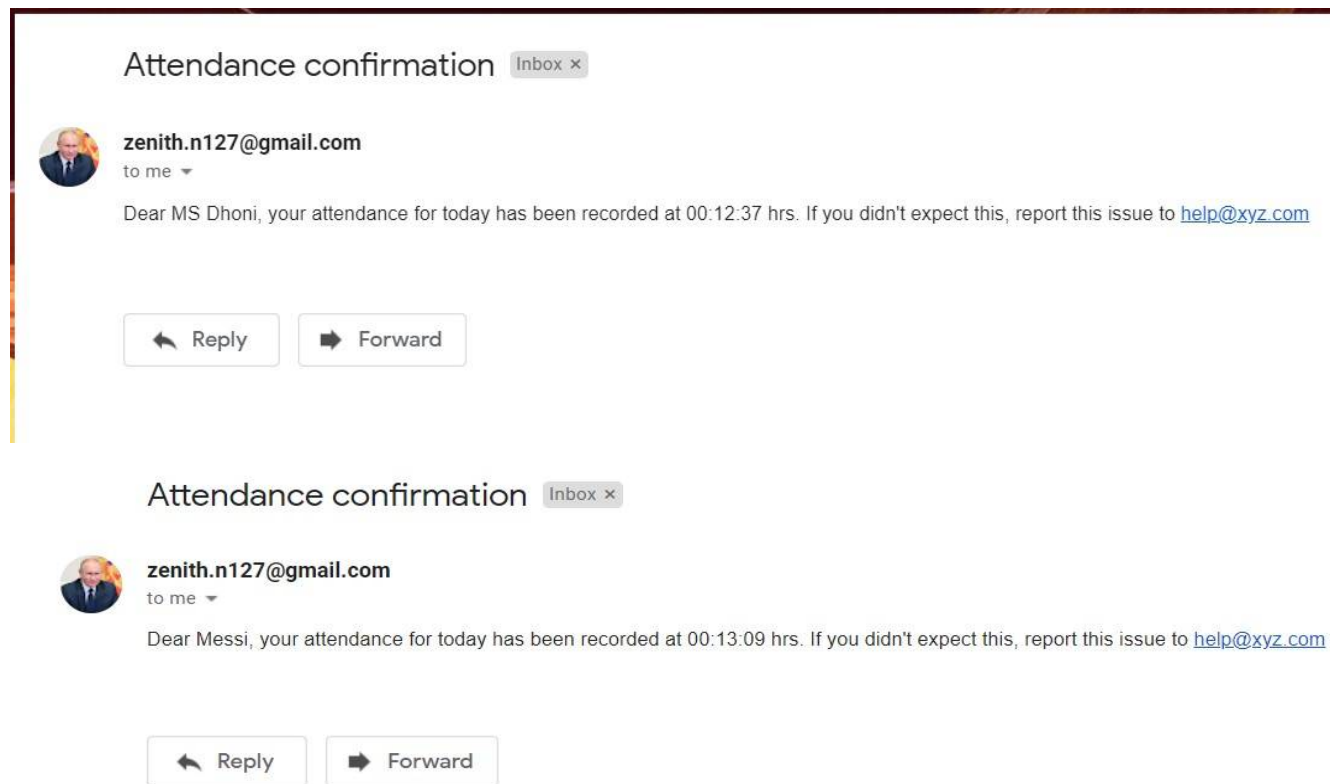 Attendance confirmation Inbox ×
zenith.n127@gmail.com
to me
Dear MS Dhoni, your attendance for today has been recorded at 00:12:37 hrs. If you didn't expect this, report this issue to help@xyz.com
Reply Forward
Attendance confirmation Inbox ×
zenith.n127@gmail.com
to me
Dear Messi, your attendance for today has been recorded at 00:13:09 hrs. If you didn't expect this, report this issue to help@xyz.com
Reply Forward